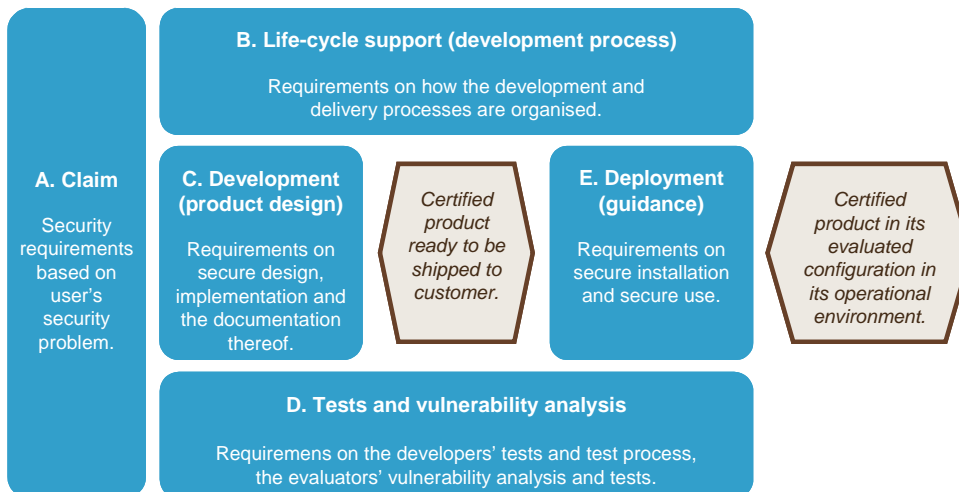 B. Life-cycle support (development process)
Requirements on how the development and
delivery processes are organised.
A. Claim
Security
requirements
based on
user's
security
problem.
C. Development
(product design)
Requirements on
secure design,
implementation and
the documentation
thereof.
Certified
product
ready to be
shipped to
customer.
E. Deployment
(guidance)
Requirements on
secure installation
and secure use.
Certified
product in its
evaluated
configuration in
its operational
environment.
D. Tests and vulnerability analysis
Requiremens on the developers' tests and test process,
the evaluators' vulnerability analysis and tests.